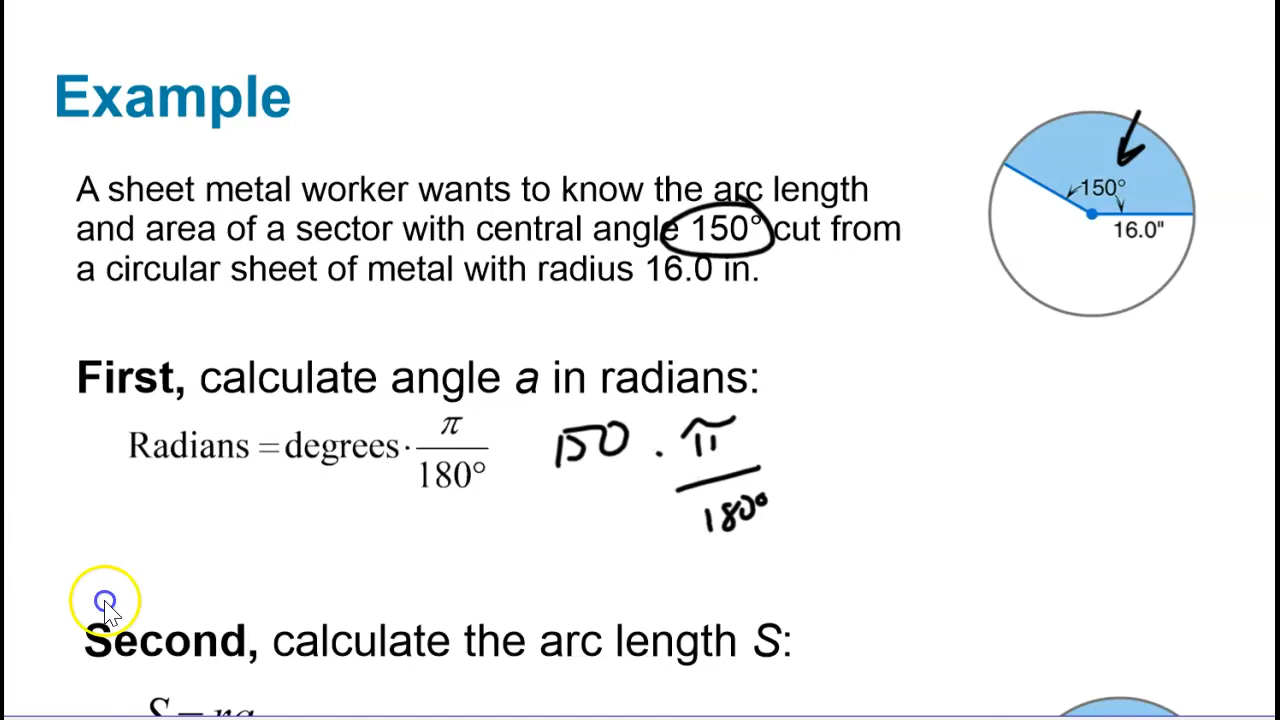 Example
A sheet metal worker wants to know the arc length
and area of a sector with central angle 150° cut from
a circular sheet of metal with radius 16.0 in.
150°
16.0"
First, calculate angle a in radians:
Radians = degrees · π / 180°
150 · π / 180°
Second, calculate the arc length S:
S = ra